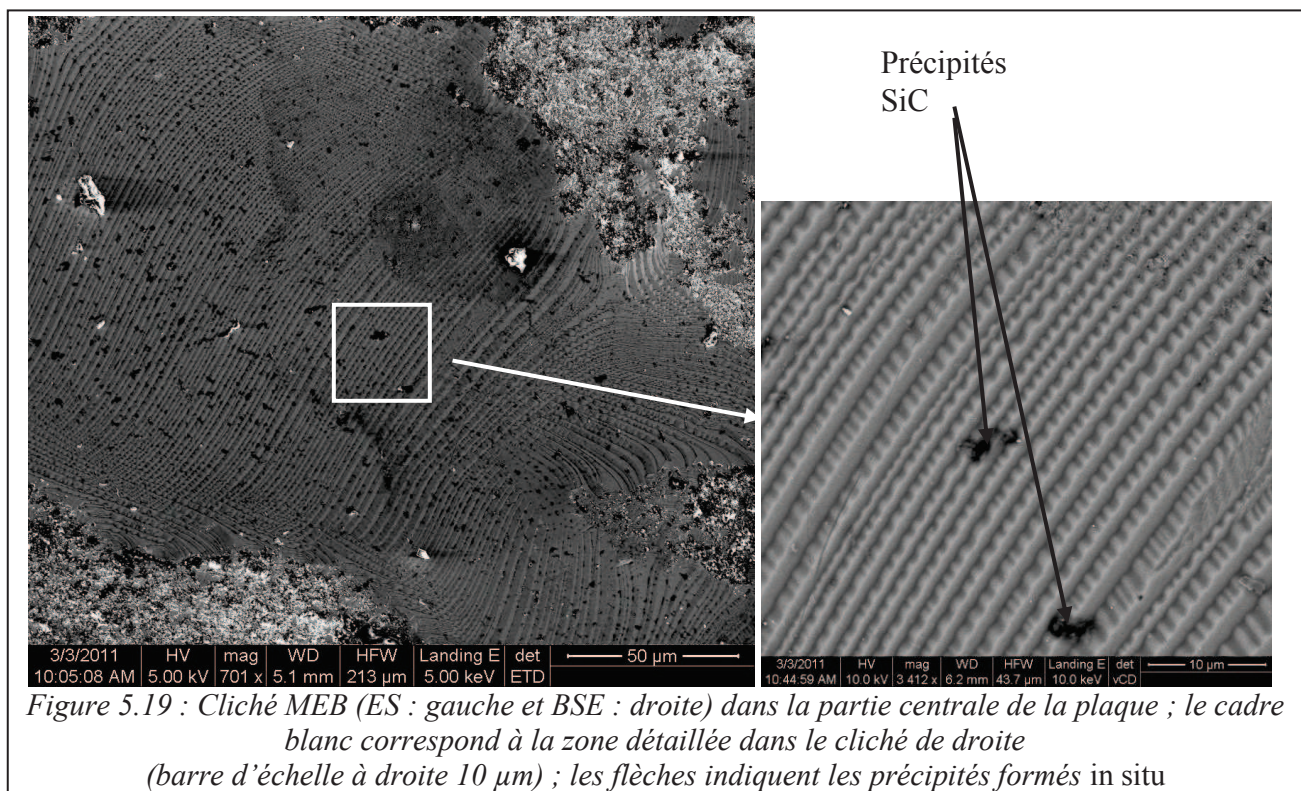 Précipités
SiC
3/3/2011 HV mag WD HFW Landing E det 50 µm
10:05:08 AM 5.00 kV 701 x 5.1 mm 213 µm 5.00 keV ETD
3/3/2011 HV mag WD HFW Landing E det 10 µm
10:44:59 AM 10.0 kV 3 412 x 6.2 mm 43.7 µm 10.0 keV vCD
Figure 5.19 : Cliché MEB (ES : gauche et BSE : droite) dans la partie centrale de la plaque ; le cadre
blanc correspond à la zone détaillée dans le cliché de droite
(barre d’échelle à droite 10 µm) ; les flèches indiquent les précipités formés in situ